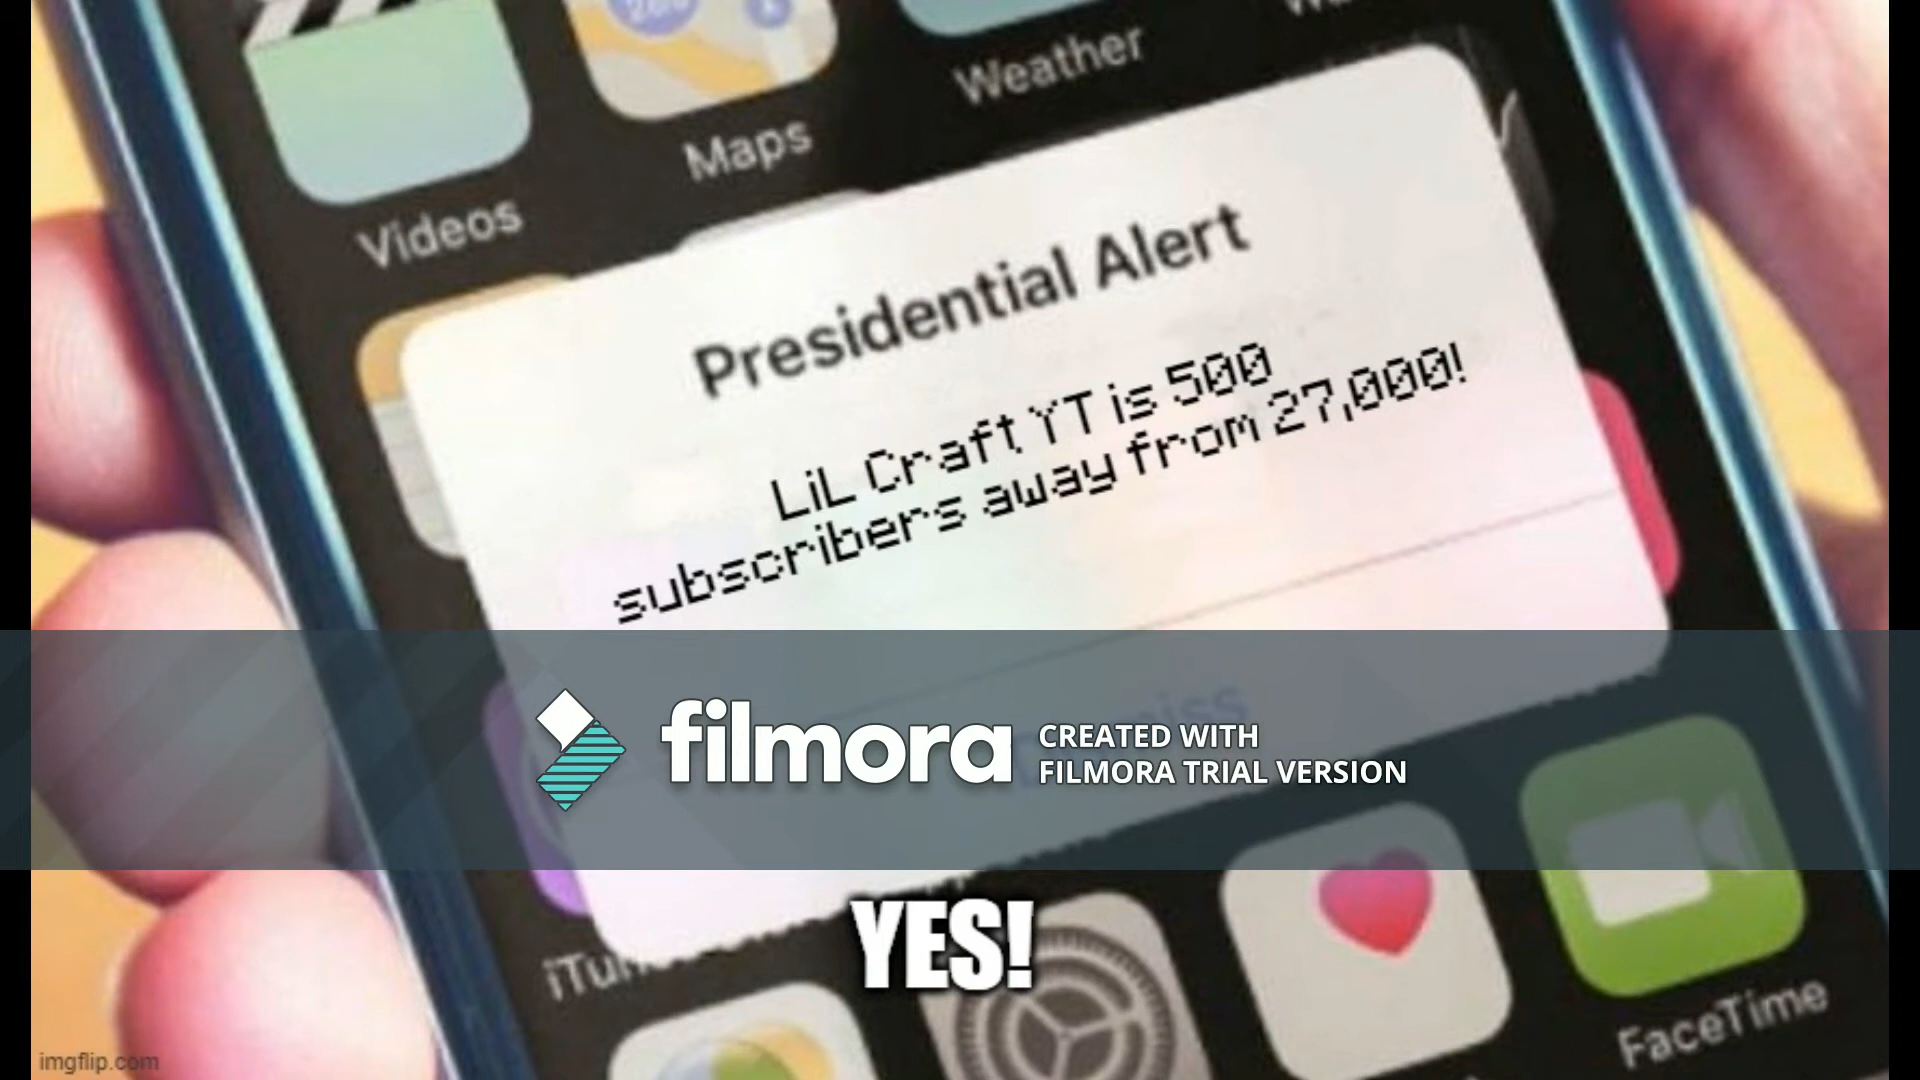 Weather
Maps
Videos
Presidential Alert
LiL Craft YT is 500
subscribers away from 27,000!
filmora
CREATED WITH
FILMORA TRIAL VERSION
YES!
FaceTime
imgflip.com